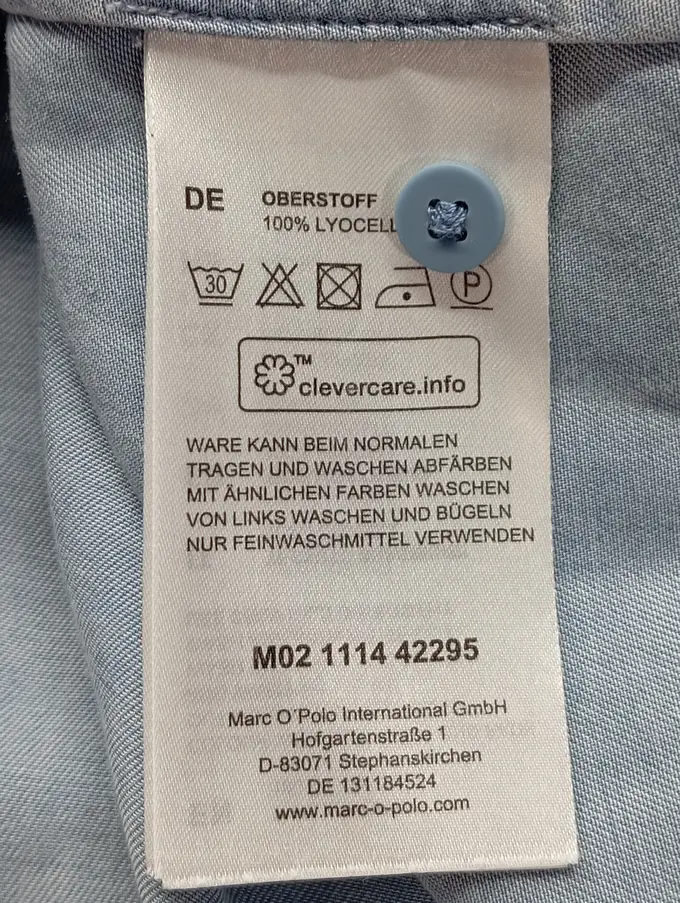 DE OBERSTOFF
100% LYOCELL
30 P
™
clevercare.info
WARE KANN BEIM NORMALEN
TRAGEN UND WASCHEN ABFÄRBEN
MIT ÄHNLICHEN FARBEN WASCHEN
VON LINKS WASCHEN UND BÜGELN
NUR FEINWASCHMITTEL VERWENDEN
M02 1114 42295
Marc O´Polo International GmbH
Hofgartenstraße 1
D-83071 Stephanskirchen
DE 131184524
www.marc-o-polo.com